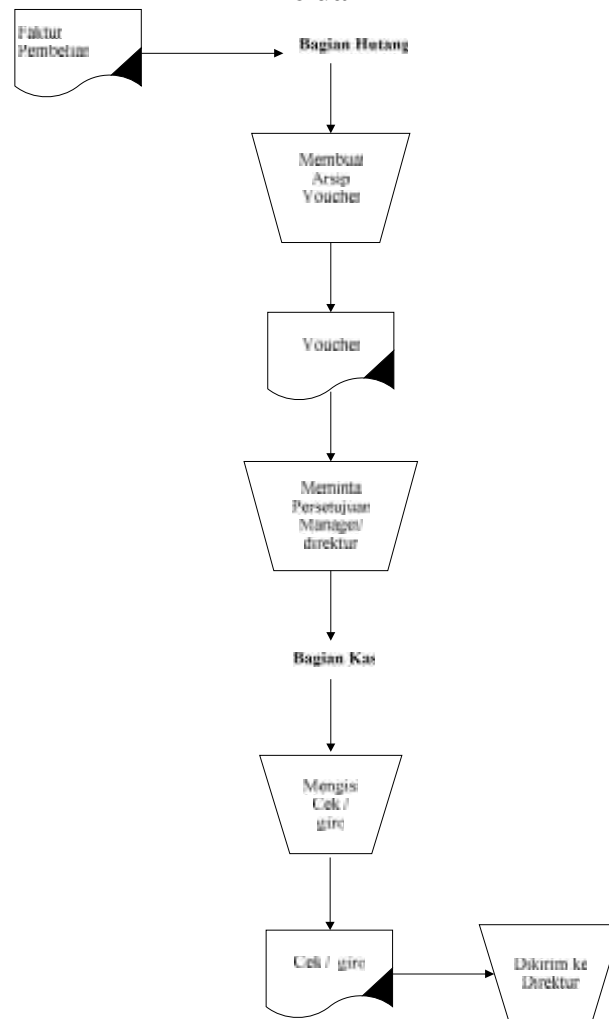 Faktur
Pembelian
Bagian Hutang
Membuat
Arsip
Voucher
Voucher
Meminta
Persetujuan
Manager/
direktur
Bagian Kas
Mengisi
Cek /
giro
Cek / giro
Dikirim ke
Direktur